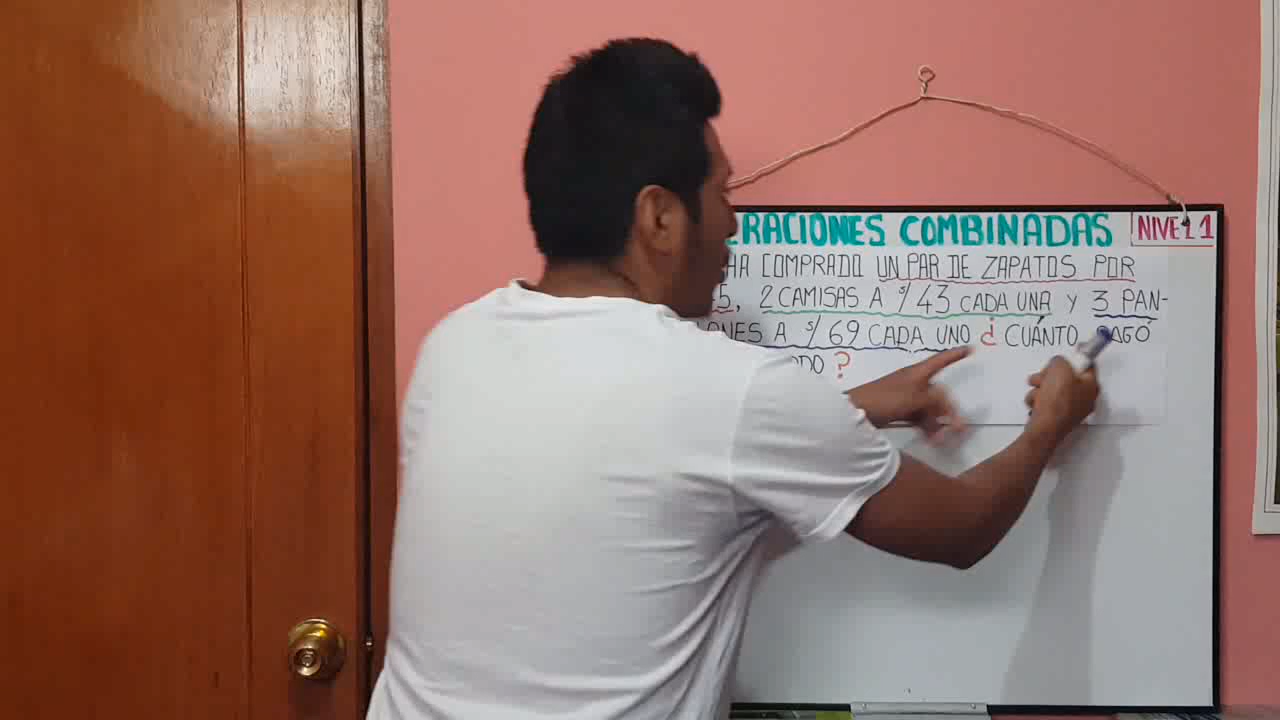 ERACIONES COMBINADAS NIVEL 1
HA COMPRADO UN PAR DE ZAPATOS POR
5, 2 CAMISAS A S/ 43 CADA UNA Y 3 PAN-
ONES A S/ 69 CADA UNO ¿ CUÁNTO PAGÓ
ODO ?